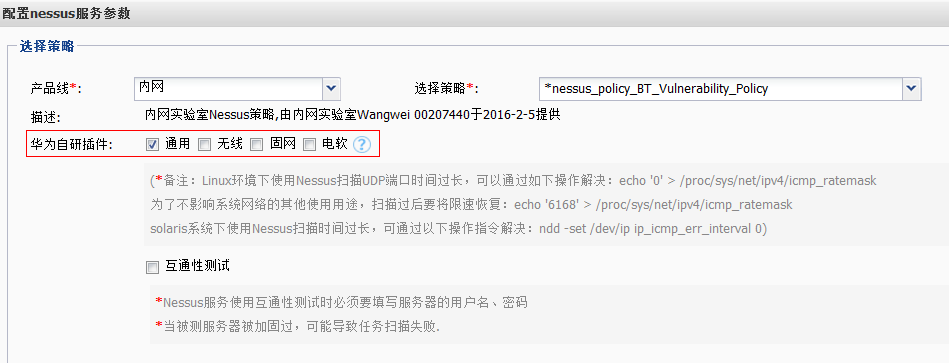 配置nessus服务参数
选择策略
产品线*: 内网 选择策略*: *nessus_policy_BT_Vulnerability_Policy
描述: 内网实验室Nessus策略,由内网实验室Wangwei 00207440于2016-2-5提供
华为自研插件: 通用 无线 固网 电软 ?
(*备注：Linux环境下使用Nessus扫描UDP端口时间过长，可以通过如下操作解决：echo '0' > /proc/sys/net/ipv4/icmp_ratemask
为了不影响系统网络的其他使用用途，扫描过后要将限速恢复：echo '6168' > /proc/sys/net/ipv4/icmp_ratemask
solaris系统下使用Nessus扫描时间过长，可通过以下操作指令解决：ndd -set /dev/ip ip_icmp_err_interval 0)
互通性测试
*Nessus服务使用互通性测试时必须要填写服务器的用户名、密码
*当被测服务器被加固过，可能导致任务扫描失败.